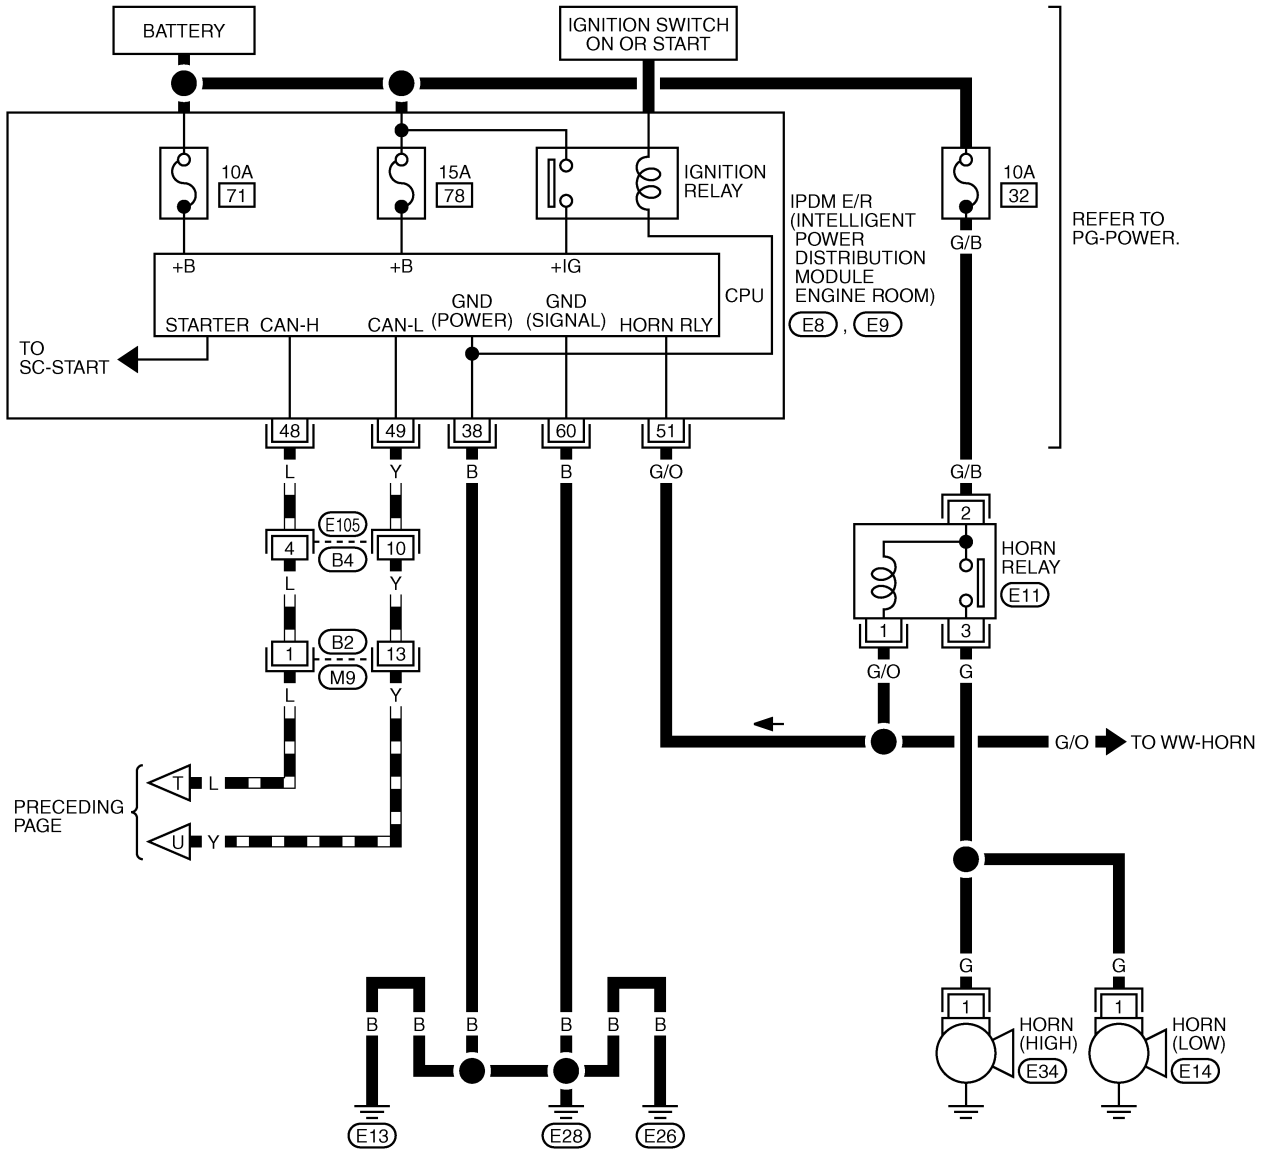 BATTERY
IGNITION SWITCH
ON OR START
10A
71
15A
78
IGNITION
RELAY
10A
32
IPDM E/R
(INTELLIGENT
POWER
DISTRIBUTION
MODULE
ENGINE ROOM)
E8 , E9
REFER TO
PG-POWER.
G/B
+B
+B
+IG
CPU
STARTER
CAN-H
CAN-L
GND
(POWER)
GND
(SIGNAL)
HORN RLY
TO
SC-START
48
49
38
60
51
L
Y
B
B
G/O
G/B
2
E105
4
10
B4
HORN
RELAY
E11
L
Y
1
3
B2
1
13
M9
G/O
G
L
Y
G/O
TO WW-HORN
PRECEDING
PAGE
T
L
U
Y
G
G
1
1
HORN
(HIGH)
E34
HORN
(LOW)
E14
B
B
B
B
B
B
E13
E28
E26